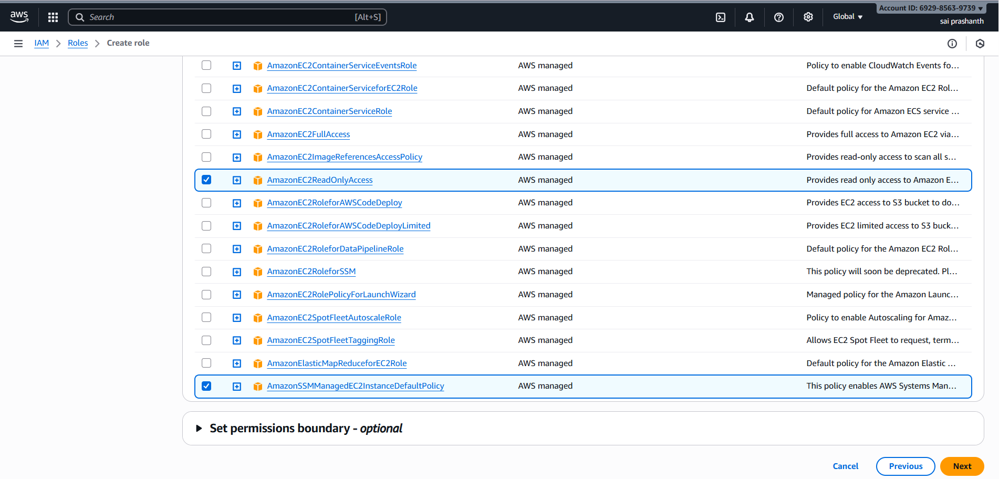 aws
Search [Alt+S]
Global
Account ID: 6929-8563-9739
sai prashanth
IAM
Roles
Create role
AmazonEC2ContainerServiceEventsRole AWS managed Policy to enable CloudWatch Events fo...
AmazonEC2ContainerServiceforEC2Role AWS managed Default policy for the Amazon EC2 Rol...
AmazonEC2ContainerServiceRole AWS managed Default policy for Amazon ECS service ...
AmazonEC2FullAccess AWS managed Provides full access to Amazon EC2 via...
AmazonEC2ImageReferencesAccessPolicy AWS managed Provides read-only access to scan all s...
AmazonEC2ReadOnlyAccess AWS managed Provides read only access to Amazon E...
AmazonEC2RoleforAWSCodeDeploy AWS managed Provides EC2 access to S3 bucket to do...
AmazonEC2RoleforAWSCodeDeployLimited AWS managed Provides EC2 limited access to S3 buck...
AmazonEC2RoleforDataPipelineRole AWS managed Default policy for the Amazon EC2 Rol...
AmazonEC2RoleforSSM AWS managed This policy will soon be deprecated. Pl...
AmazonEC2RolePolicyForLaunchWizard AWS managed Managed policy for the Amazon Launc...
AmazonEC2SpotFleetAutoscaleRole AWS managed Policy to enable Autoscaling for Amaz...
AmazonEC2SpotFleetTaggingRole AWS managed Allows EC2 Spot Fleet to request, term...
AmazonElasticMapReduceforEC2Role AWS managed Default policy for the Amazon Elastic ...
AmazonSSMManagedEC2InstanceDefaultPolicy AWS managed This policy enables AWS Systems Man...
Set permissions boundary - optional
Cancel
Previous
Next